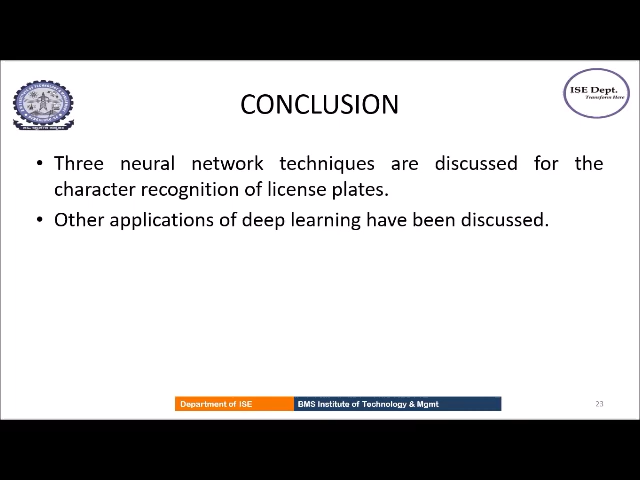 ISE Dept.
Transform Here
CONCLUSION
• Three neural network techniques are discussed for the
character recognition of license plates.
• Other applications of deep learning have been discussed.
Department of ISE
BMS Institute of Technology & Mgmt
23